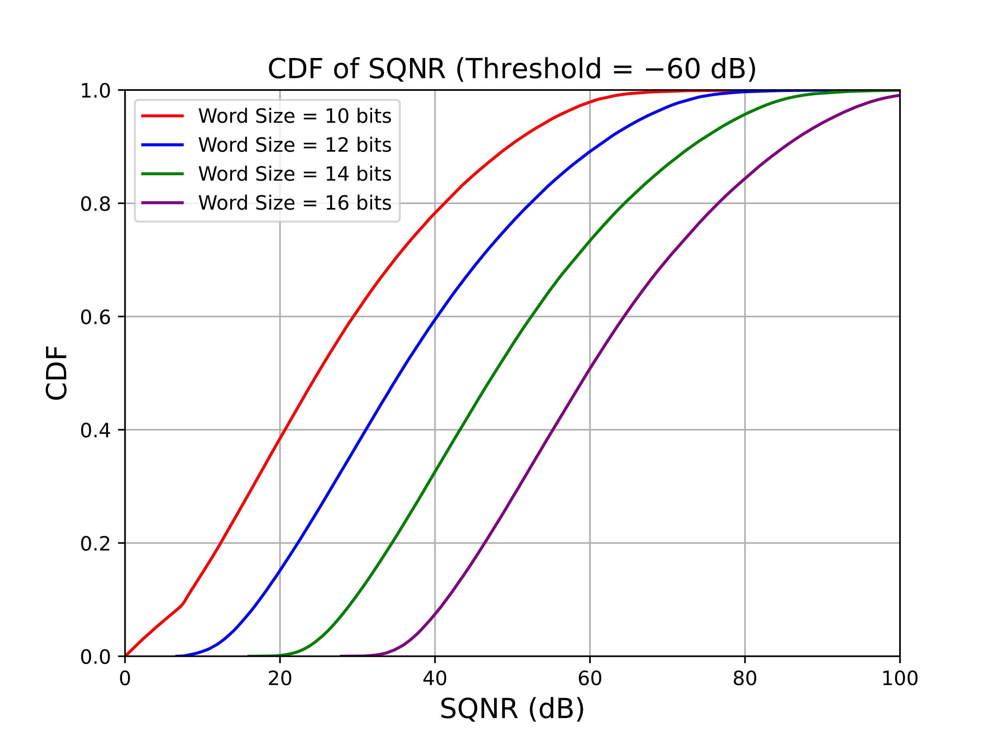 CDF of SQNR (Threshold = −60 dB)
1.0
0.8
0.6
0.4
0.2
0.0
CDF
Word Size = 10 bits
Word Size = 12 bits
Word Size = 14 bits
Word Size = 16 bits
0 20 40 60 80 100
SQNR (dB)